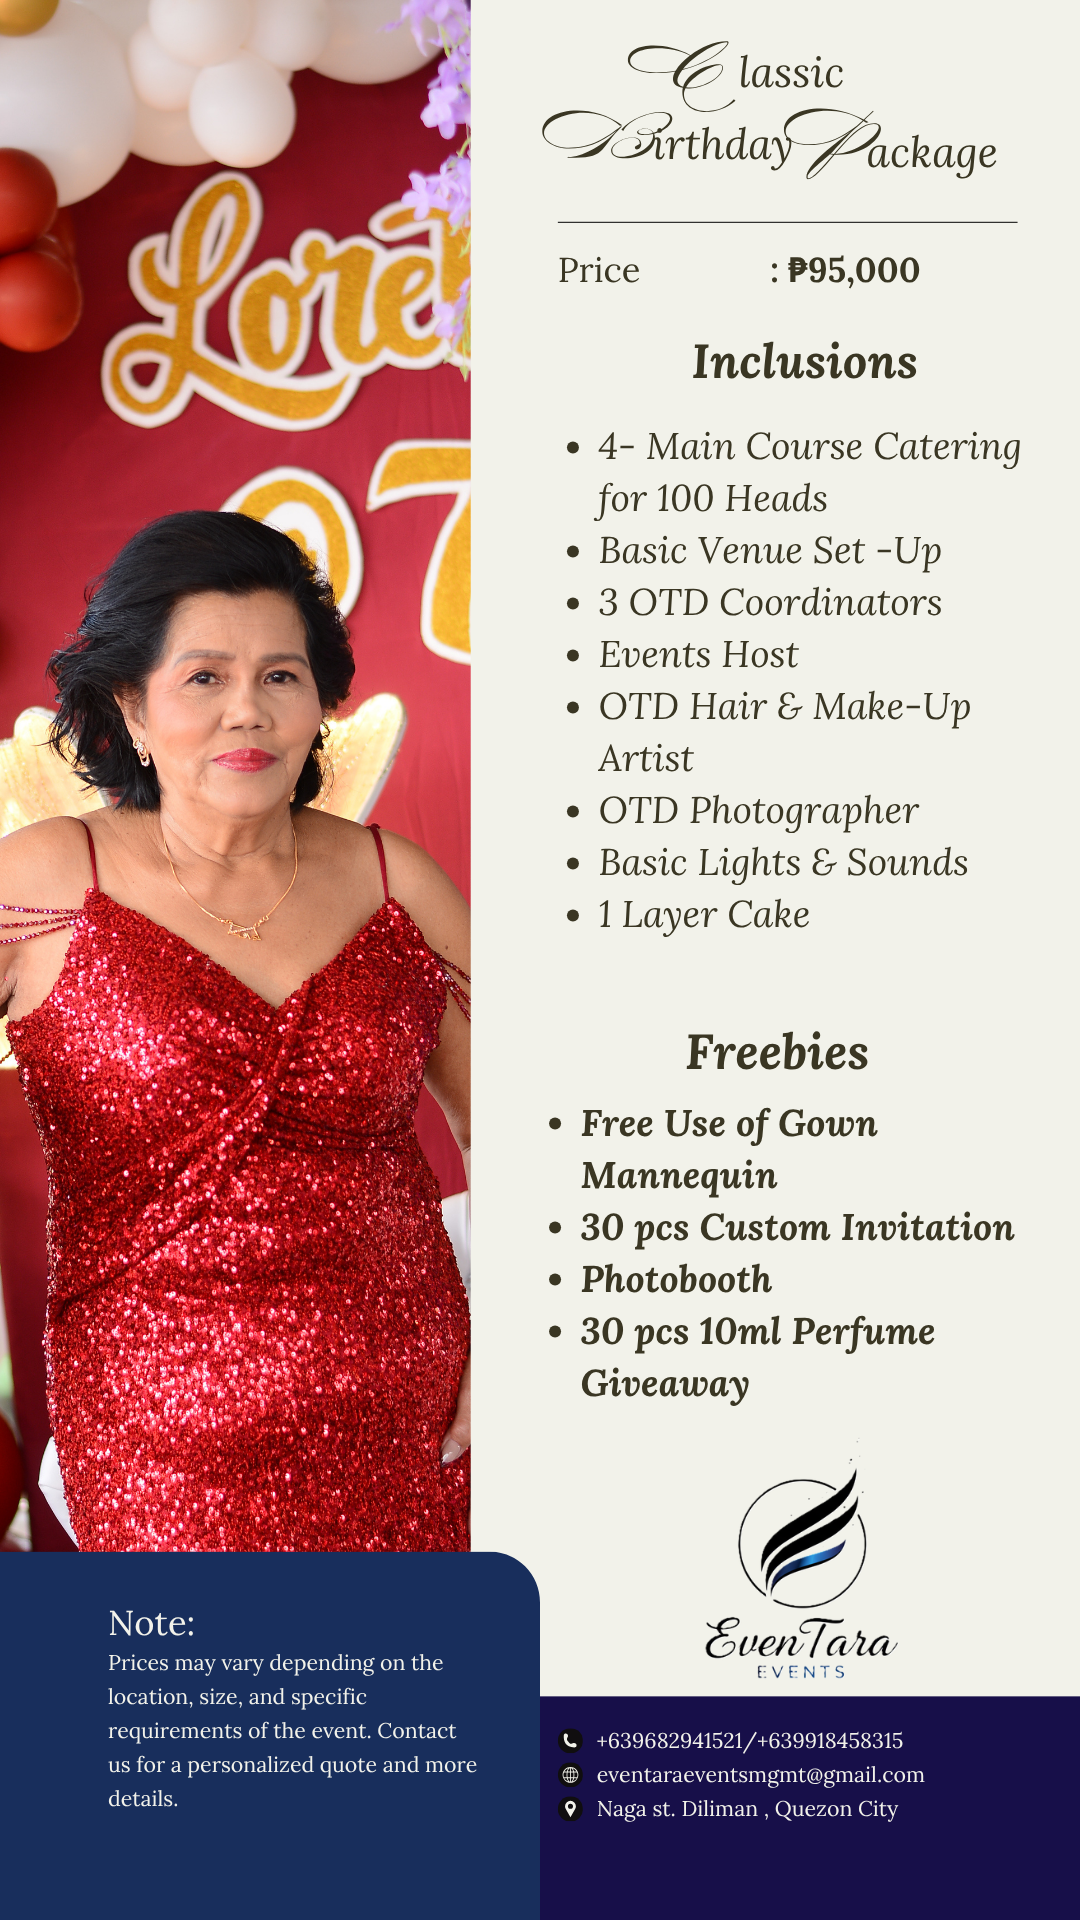 Classic
Birthday Package
Price : ₱95,000
Inclusions
• 4- Main Course Catering
for 100 Heads
• Basic Venue Set -Up
• 3 OTD Coordinators
• Events Host
• OTD Hair & Make-Up
Artist
• OTD Photographer
• Basic Lights & Sounds
• 1 Layer Cake
Freebies
• Free Use of Gown
Mannequin
• 30 pcs Custom Invitation
• Photobooth
• 30 pcs 10ml Perfume
Giveaway
EvenTara
EVENTS
Note:
Prices may vary depending on the
location, size, and specific
requirements of the event. Contact
us for a personalized quote and more
details.
+639682941521/+639918458315
eventaraeventsmgmt@gmail.com
Naga st. Diliman , Quezon City